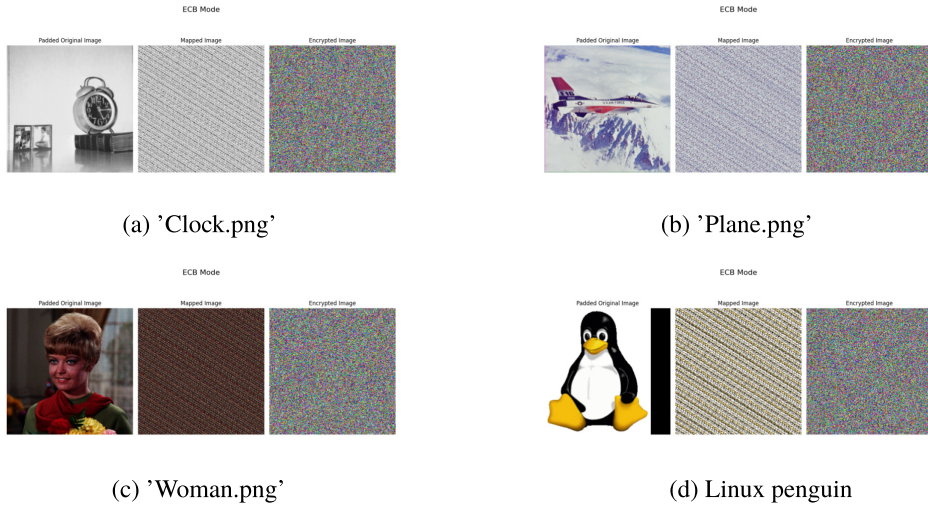 ECB Mode
Padded Original Image Mapped Image Encrypted Image
(a) ’Clock.png’
ECB Mode
Padded Original Image Mapped Image Encrypted Image
(b) ’Plane.png’
ECB Mode
Padded Original Image Mapped Image Encrypted Image
(c) ’Woman.png’
ECB Mode
Padded Original Image Mapped Image Encrypted Image
(d) Linux penguin